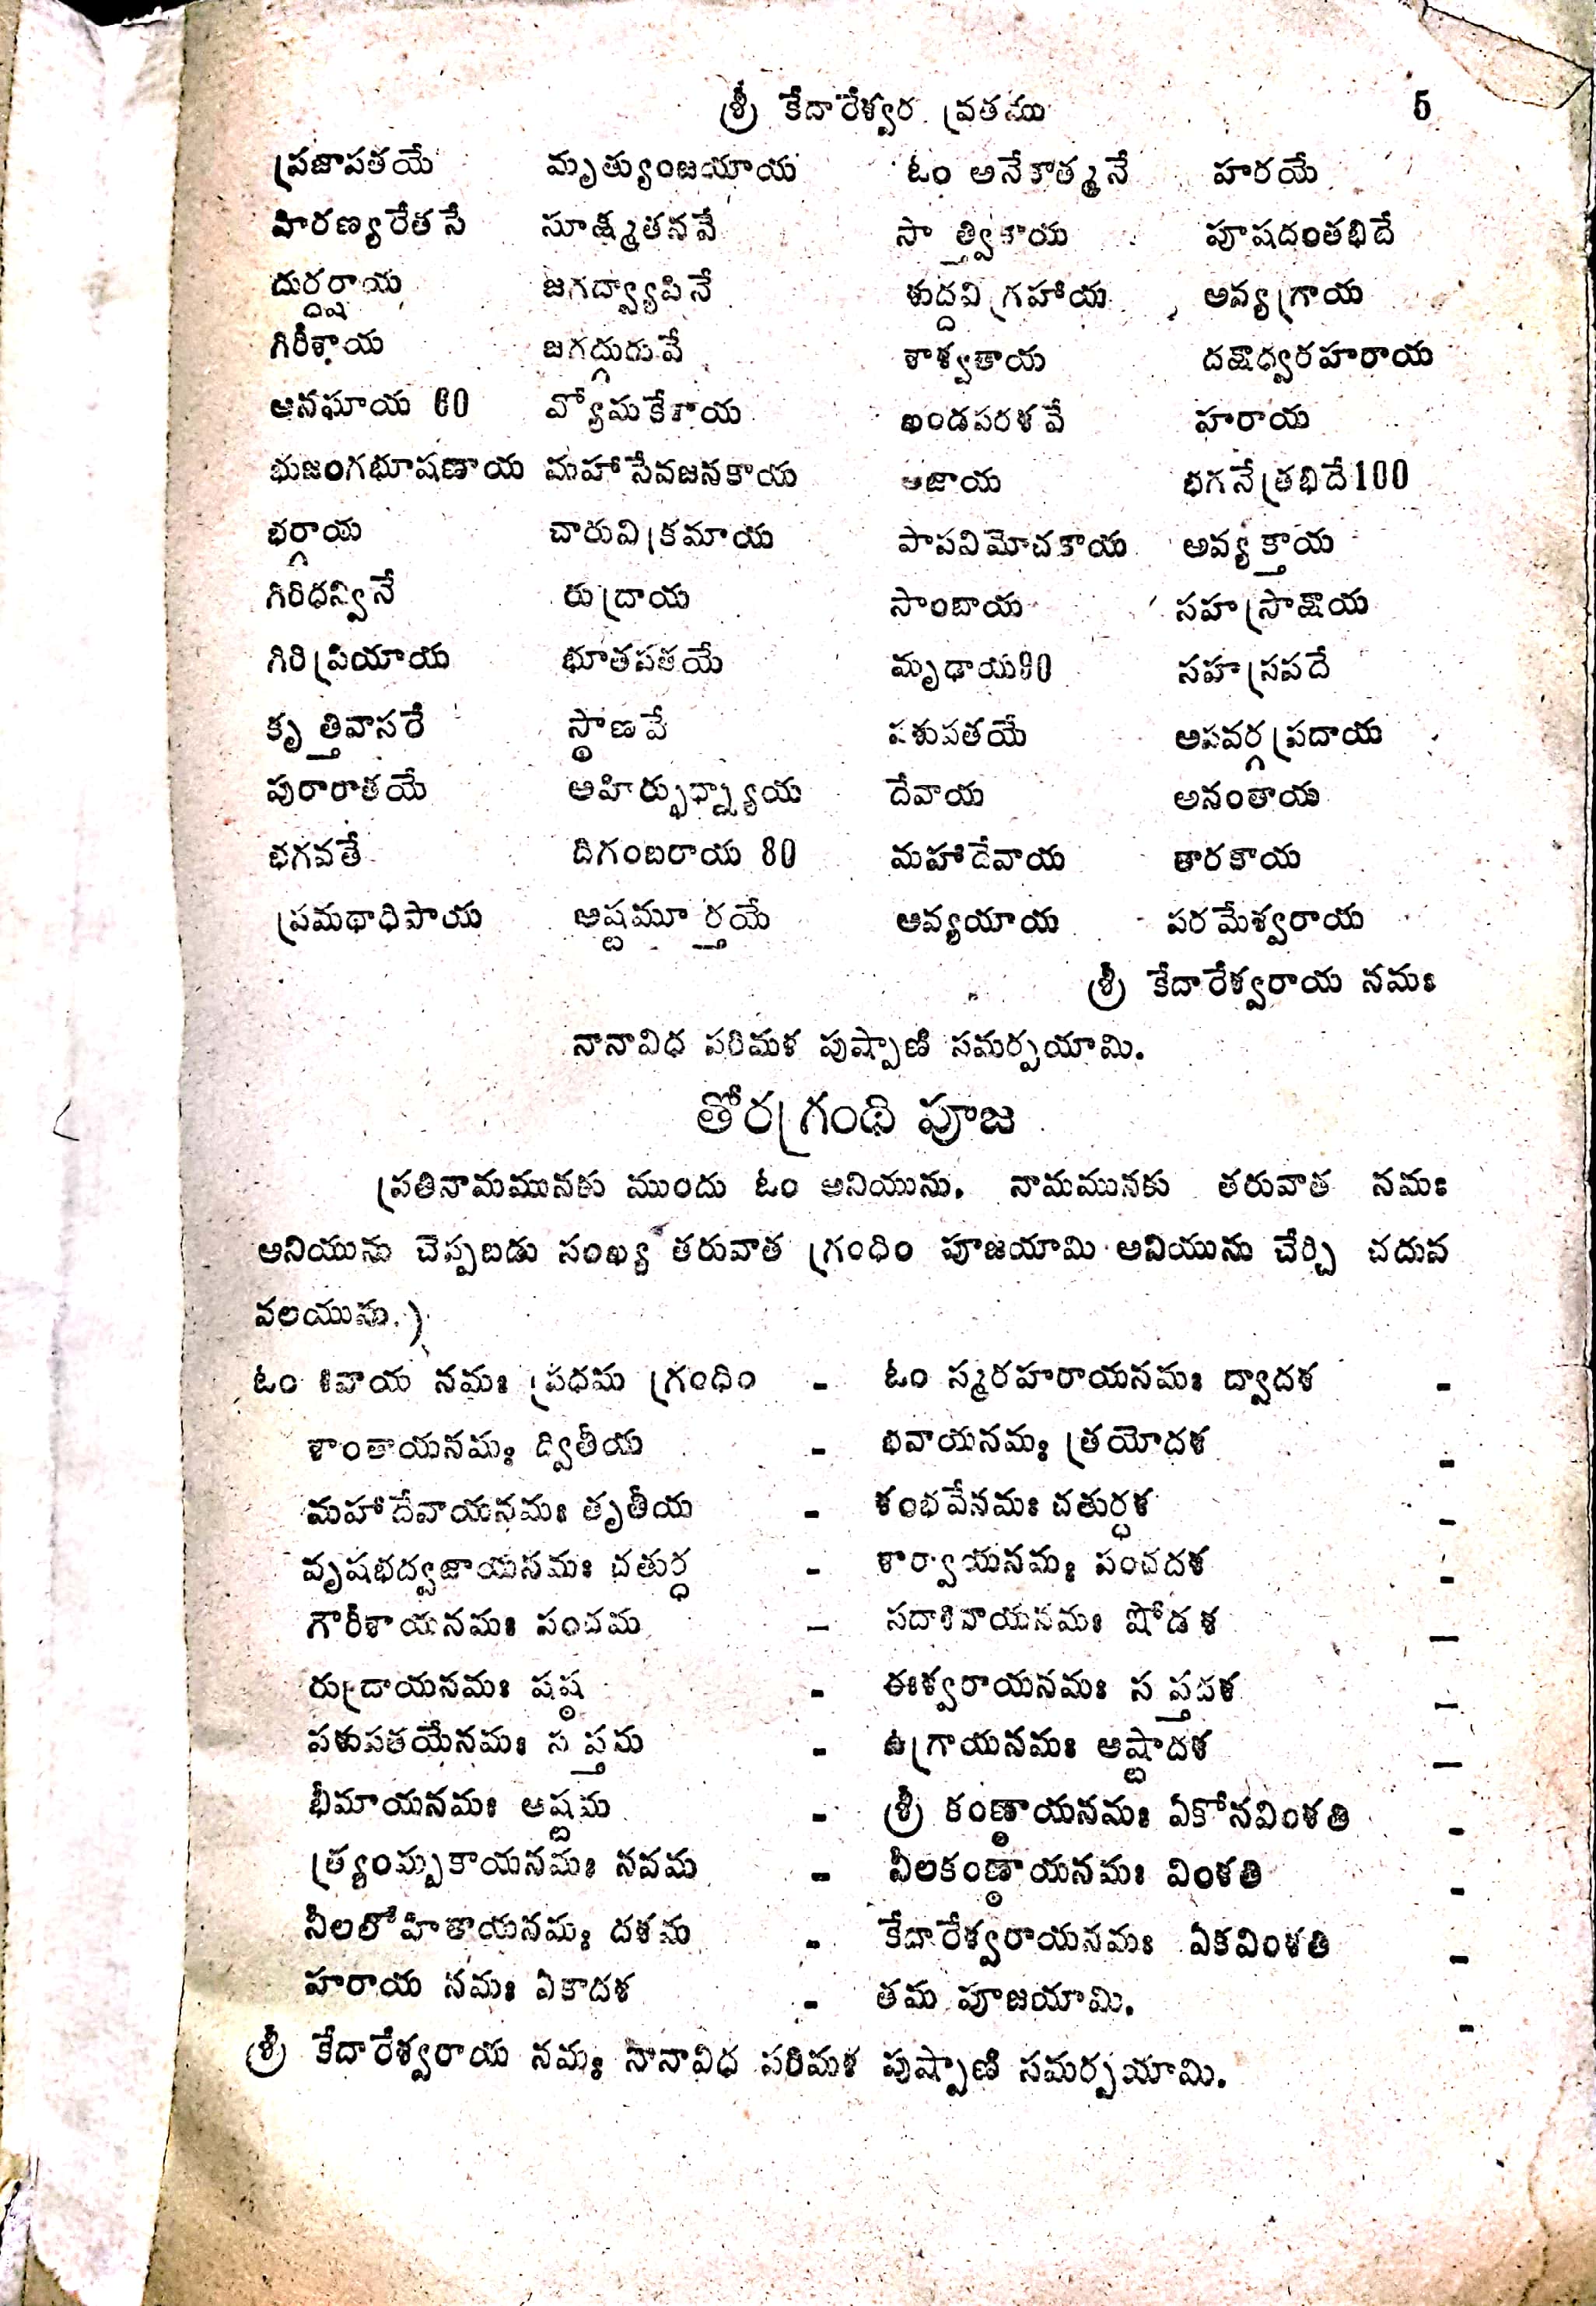 శ్రీ కేదారేశ్వర వ్రతము 5
ప్రజాపతయే మృత్యుంజయాయ ఓం అనేకాత్మనే హరయే
హిరణ్యరేతసే సూక్ష్మతనవే సాత్త్వికాయ పూషదంతభిదే
దుర్ధర్షాయ జగద్వ్యాపినే శుద్దవిగ్రహాయ అవ్యగ్రాయ
గిరీశాయ జగద్గురువే శాశ్వతాయ దక్షాధ్వరహరాయ
అనఘాయ 60 వ్యోమకేశాయ ఖండపరశవే హరాయ
భుజంగభూషణాయ మహాసేవజనకాయ అజాయ భగనేత్రభిదే100
భర్గాయ చారువిక్రమాయ పాపవిమోచకాయ అవ్యక్తాయ
గిరిధన్వినే రుద్రాయ సాంబాయ సహస్రాక్షాయ
గిరిప్రియాయ భూతపతయే మృఢాయ90 సహస్రపదే
కృత్తివాసరే స్థాణవే పశుపతయే అపవర్గప్రదాయ
పురారాతయే అహిర్భుధ్న్యాయ దేవాయ అనంతాయ
భగవతే దిగంబరాయ 80 మహాదేవాయ తారకాయ
ప్రమథాధిపాయ అష్టమూర్తయే అవ్యయాయ పరమేశ్వరాయ
శ్రీ కేదారేశ్వరాయ నమః
నానావిధ పరిమళ పుష్పాణి సమర్పయామి.
తోరగ్రంథి పూజ
ప్రతినామమునకు ముందు ఓం అనియును. నామమునకు తరువాత నమః
అనియును చెప్పబడు సంఖ్య తరువాత గ్రంధిం పూజయామి అనియును చేర్చి చదువ
వలయును.)
ఓం శివాయ నమః ప్రధమ గ్రంధిం - ఓం స్మరహరాయనమః ద్వాదశ -
శాంతాయనమః ద్వితీయ - భవాయనమః త్రయోదశ -
మహాదేవాయనమః తృతీయ - శంభవేనమః చతుర్ధశ -
వృషభద్వజాయనమః చతుర్ధ - శార్వాయనమః పంచదశ -
గౌరీశాయనమః పంచమ - సదాశివాయనమః షోడశ -
రుద్రాయనమః షష్ఠ - ఈశ్వరాయనమః సప్తదశ -
పశుపతయేనమః సప్తమ - ఉగ్రాయనమః అష్టాదశ -
భీమాయనమః అష్టమ - శ్రీ కంణ్ఠాయనమః ఏకోనవింశతి -
త్ర్యంమ్బకాయనమః నవమ - నీలకంణ్ఠాయనమః వింశతి -
నీలలోహితాయనమః దశమ - కేదారేశ్వరాయనమః ఏకవింశతి -
హరాయ నమః ఏకాదశ - తమ పూజయామి. -
శ్రీ కేదారేశ్వరాయ నమః నానావిధ పరిమళ పుష్పాణి సమర్పయామి.